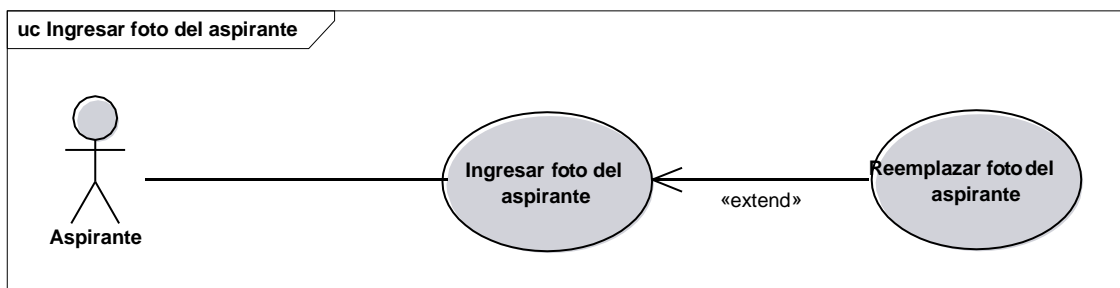 uc Ingresar foto del aspirante
Aspirante
Ingresar foto del
aspirante
«extend»
Reemplazar foto del
aspirante